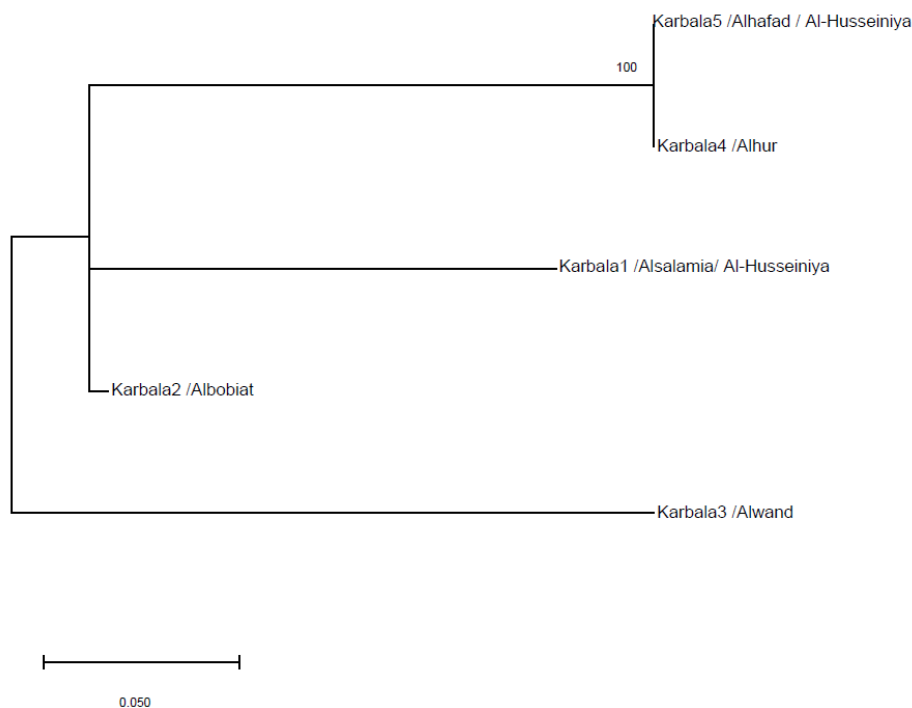 Karbala5 /Alhafad / Al-Husseiniya
100
Karbala4 /Alhur
Karbala1 /Alsalamia/ Al-Husseiniya
Karbala2 /Albobiat
Karbala3 /Alwand
0.050